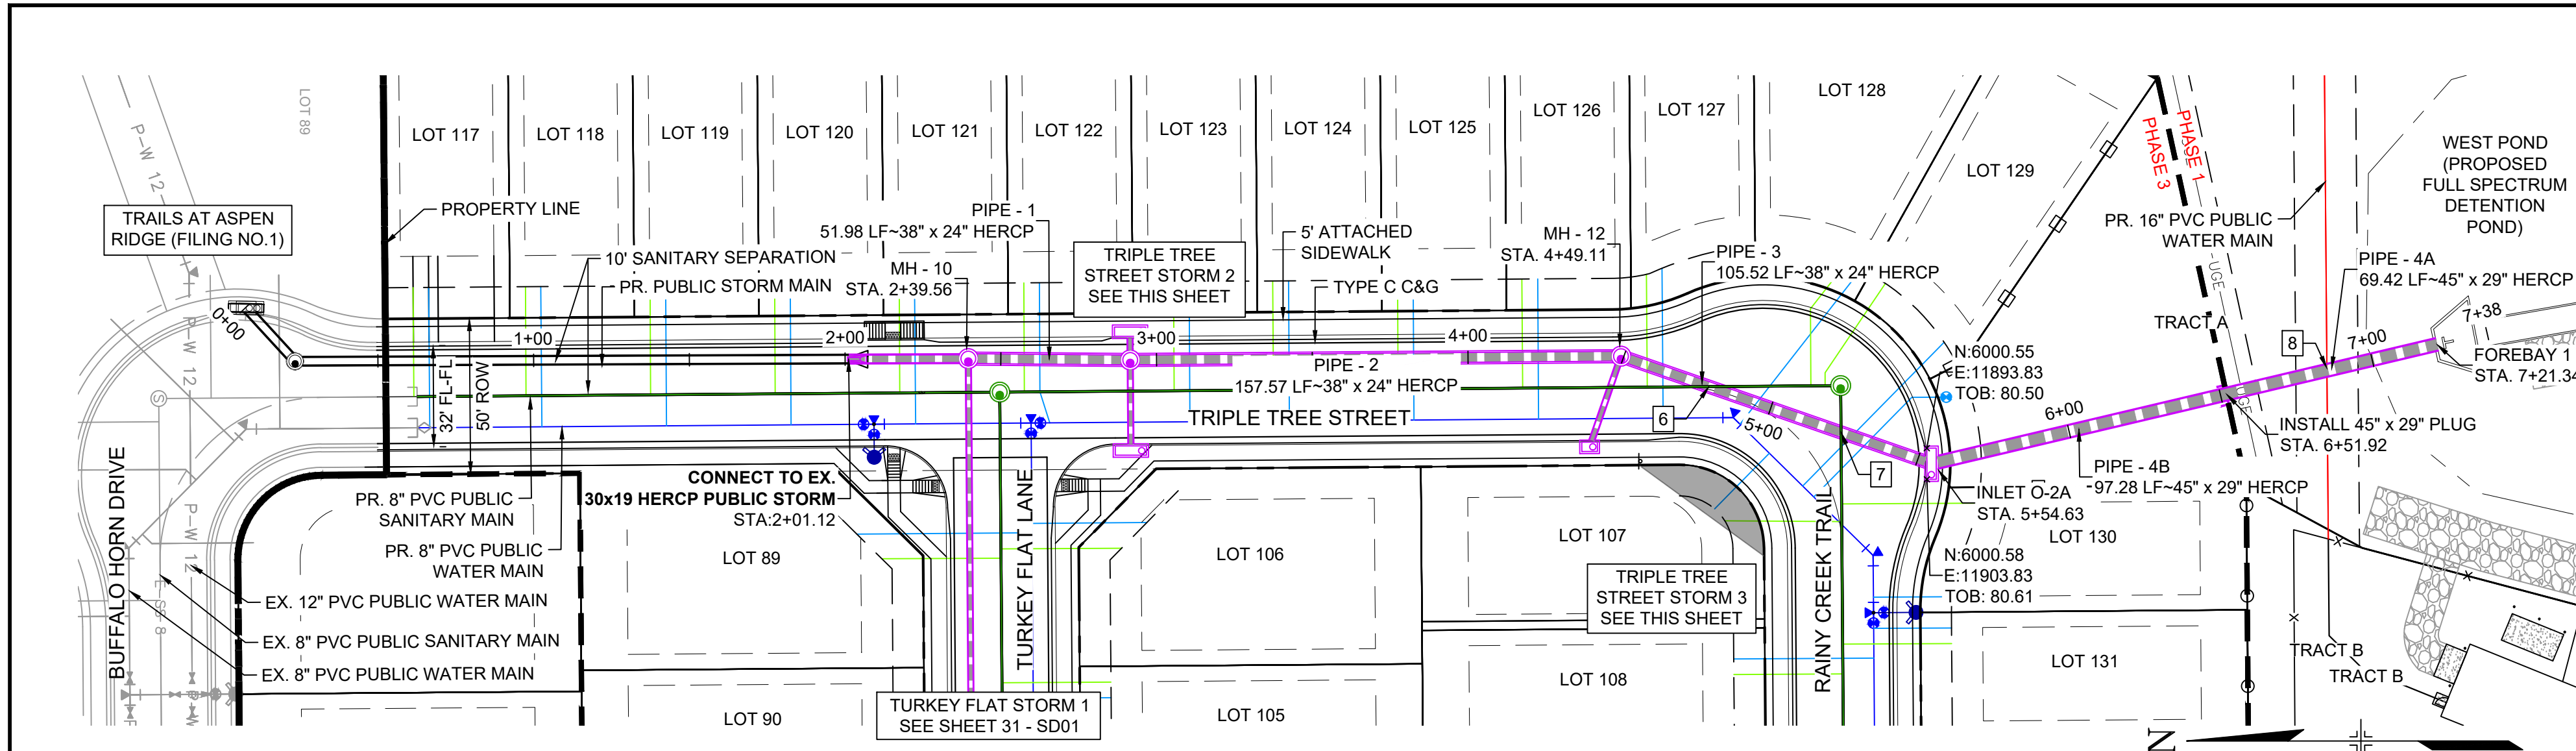 LOT 89
P-W 12
TRAILS AT ASPEN
RIDGE (FILING NO.1)
PROPERTY LINE
LOT 117
LOT 118
LOT 119
LOT 120
LOT 121
LOT 122
LOT 123
LOT 124
LOT 125
LOT 126
LOT 127
LOT 128
LOT 129
PHASE 1
PHASE 3
WEST POND
(PROPOSED
FULL SPECTRUM
DETENTION
POND)
PR. 16" PVC PUBLIC
WATER MAIN
PIPE - 1
51.98 LF~38" x 24" HERCP
10' SANITARY SEPARATION
PR. PUBLIC STORM MAIN
MH - 10
STA. 2+39.56
TRIPLE TREE
STREET STORM 2
SEE THIS SHEET
5' ATTACHED
SIDEWALK
TYPE C C&G
MH - 12
STA. 4+49.11
PIPE - 3
105.52 LF~38" x 24" HERCP
PIPE - 4A
69.42 LF~45" x 29" HERCP
UGE
UGE
TRACT A
0+00
1+00
2+00
3+00
4+00
5+00
6+00
7+00
7+38
8
FOREBAY 1
STA. 7+21.34
P-W 12
32' FL-FL
50' ROW
PIPE - 2
157.57 LF~38" x 24" HERCP
TRIPLE TREE STREET
6
7
N:6000.55
E:11893.83
TOB: 80.50
INSTALL 45" x 29" PLUG
STA. 6+51.92
PIPE - 4B
97.28 LF~45" x 29" HERCP
INLET O-2A
STA. 5+54.63
S
CONNECT TO EX.
30x19 HERCP PUBLIC STORM
STA:2+01.12
PR. 8" PVC PUBLIC
SANITARY MAIN
PR. 8" PVC PUBLIC
WATER MAIN
BUFFALO HORN DRIVE
P-W 12
SS 8
EX. 12" PVC PUBLIC WATER MAIN
EX. 8" PVC PUBLIC SANITARY MAIN
EX. 8" PVC PUBLIC WATER MAIN
LOT 89
LOT 90
TURKEY FLAT LANE
TURKEY FLAT STORM 1
SEE SHEET 31 - SD01
LOT 106
LOT 105
LOT 107
LOT 108
TRIPLE TREE
STREET STORM 3
SEE THIS SHEET
RAINY CREEK TRAIL
N:6000.58
E:11903.83
TOB: 80.61
LOT 130
LOT 131
TRACT B
TRACT B
N